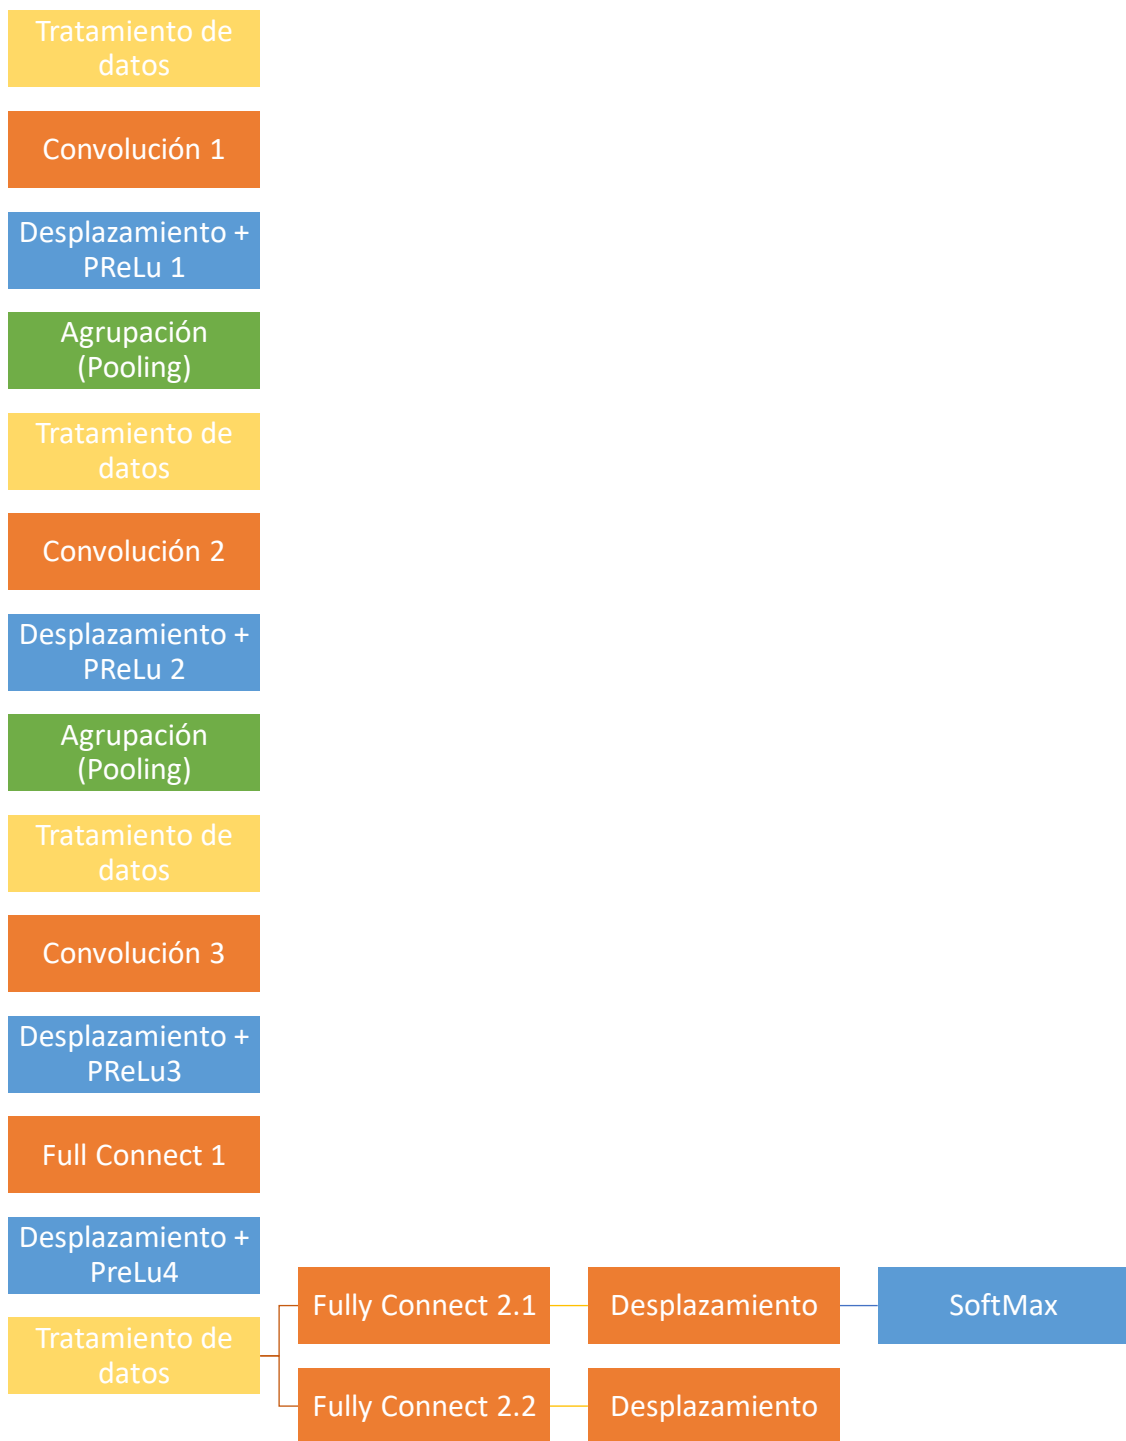 Tratamiento de
datos
Convolución 1
Desplazamiento +
PReLu 1
Agrupación
(Pooling)
Tratamiento de
datos
Convolución 2
Desplazamiento +
PReLu 2
Agrupación
(Pooling)
Tratamiento de
datos
Convolución 3
Desplazamiento +
PReLu3
Full Connect 1
Desplazamiento +
PreLu4
Tratamiento de
datos
Fully Connect 2.1
Desplazamiento
SoftMax
Fully Connect 2.2
Desplazamiento